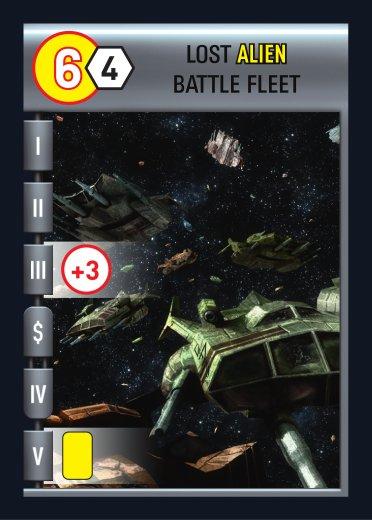 6 4
LOST ALIEN
BATTLE FLEET
I
II
III +3
$
IV
V